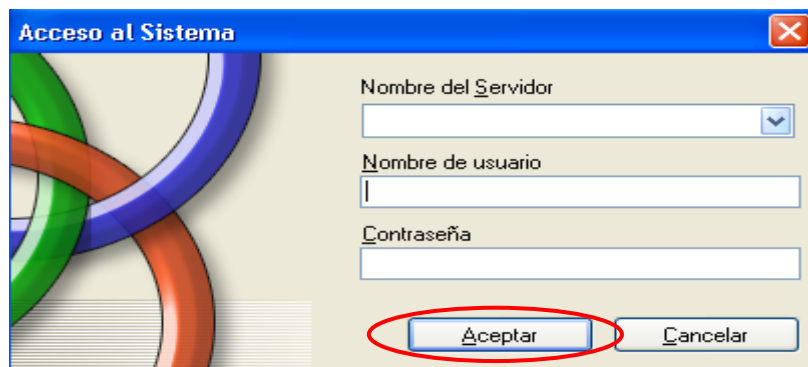 Acceso al Sistema
Nombre del Servidor
Nombre de usuario
Contraseña
Aceptar
Cancelar